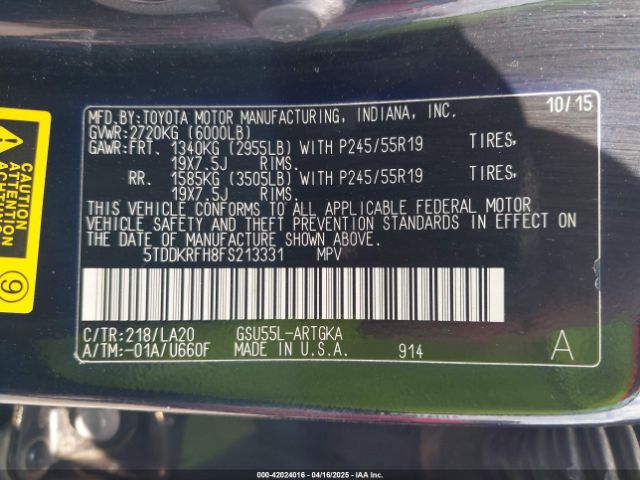 MFD.BY:TOYOTA MOTOR MANUFACTURING, INDIANA, INC. 10/15
GVWR:2720KG (6000LB)
GAWR:FRT. 1340KG (2955LB) WITH P245/55R19 TIRES,
19X7.5J RIMS.
RR. 1585KG (3505LB) WITH P245/55R19 TIRES,
19X7.5J RIMS.
THIS VEHICLE CONFORMS TO ALL APPLICABLE FEDERAL MOTOR
VEHICLE SAFETY AND THEFT PREVENTION STANDARDS IN EFFECT ON
THE DATE OF MANUFACTURE SHOWN ABOVE.
5TDDKRFH8FS213331 MPV
C/TR:218/LA20 GSU55L-ARTGKA
A/TM:-01A/U660F MADE IN U.S.A. 914 A
CAUTION
ATTENTION
9
00-42024016 - 04/16/2025 - IAA Inc.